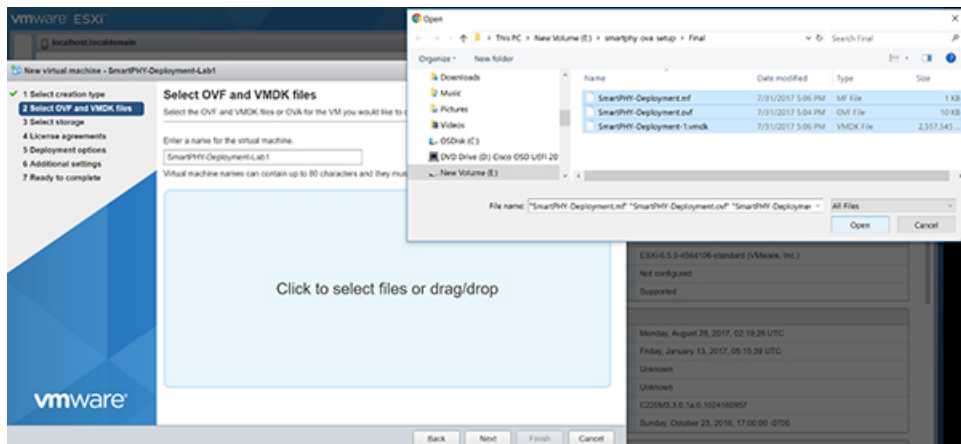 vmware ESXi
localhost.localdomain
New virtual machine - SmartPHY-Deployment-Lab1
1 Select creation type
2 Select OVF and VMDK files
3 Select storage
4 License agreements
5 Deployment options
6 Additional settings
7 Ready to complete
vmware
Select OVF and VMDK files
Select the OVF and VMDK files or OVA for the VM you would like to
Enter a name for the virtual machine.
SmartPHY-Deployment-Lab1
Virtual machine names can contain up to 80 characters and they mus
Click to select files or drag/drop
Back Next Finish Cancel
Open
This PC › New Volume (E:) › smartphy ova setup › Final
Search Final
Organize New folder
Downloads
Music
Pictures
Videos
OSDisk (C:)
DVD Drive (D:) Cisco OSD UEFI 20
New Volume (E:)
Name Date modified Type Size
SmartPHY-Deployment.mf 7/31/2017 5:06 PM MF File 1 KB
SmartPHY-Deployment.ovf 7/31/2017 5:04 PM OVF File 10 KB
SmartPHY-Deployment-1.vmdk 7/31/2017 5:06 PM VMDK File 2,557,545 ...
File name: "SmartPHY-Deployment.mf" "SmartPHY-Deployment.ovf" "SmartPHY-Deploymer All Files
Open Cancel
ESXi-6.5.0-4564106-standard (VMware, Inc.)
Not configured
Supported
Monday, August 28, 2017, 02:19:28 UTC
Friday, January 13, 2017, 05:15:39 UTC
Unknown
Unknown
C220M3.3.0.1a.0.1024160957
Sunday, October 23, 2016, 17:00:00 -0700